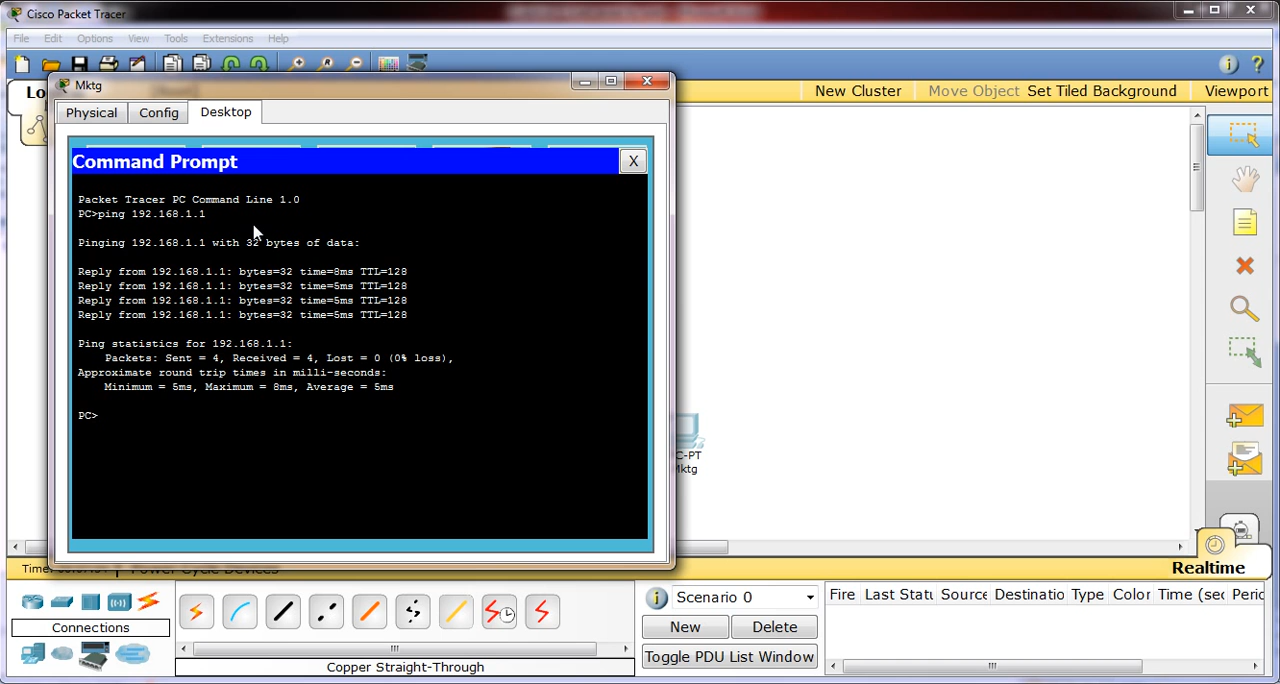 Cisco Packet Tracer
File Edit Options View Tools Extensions Help
New Cluster Move Object Set Tiled Background Viewport
Mktg
Physical Config Desktop
Command Prompt X
Packet Tracer PC Command Line 1.0
PC>ping 192.168.1.1
Pinging 192.168.1.1 with 32 bytes of data:
Reply from 192.168.1.1: bytes=32 time=8ms TTL=128
Reply from 192.168.1.1: bytes=32 time=5ms TTL=128
Reply from 192.168.1.1: bytes=32 time=5ms TTL=128
Reply from 192.168.1.1: bytes=32 time=5ms TTL=128
Ping statistics for 192.168.1.1:
Packets: Sent = 4, Received = 4, Lost = 0 (0% loss),
Approximate round trip times in milli-seconds:
Minimum = 5ms, Maximum = 8ms, Average = 5ms
PC>
C-PT
Mktg
Realtime
Connections
Copper Straight-Through
Scenario 0
New Delete
Toggle PDU List Window
Fire Last Statu Source Destinatio Type Color Time (sec Perio